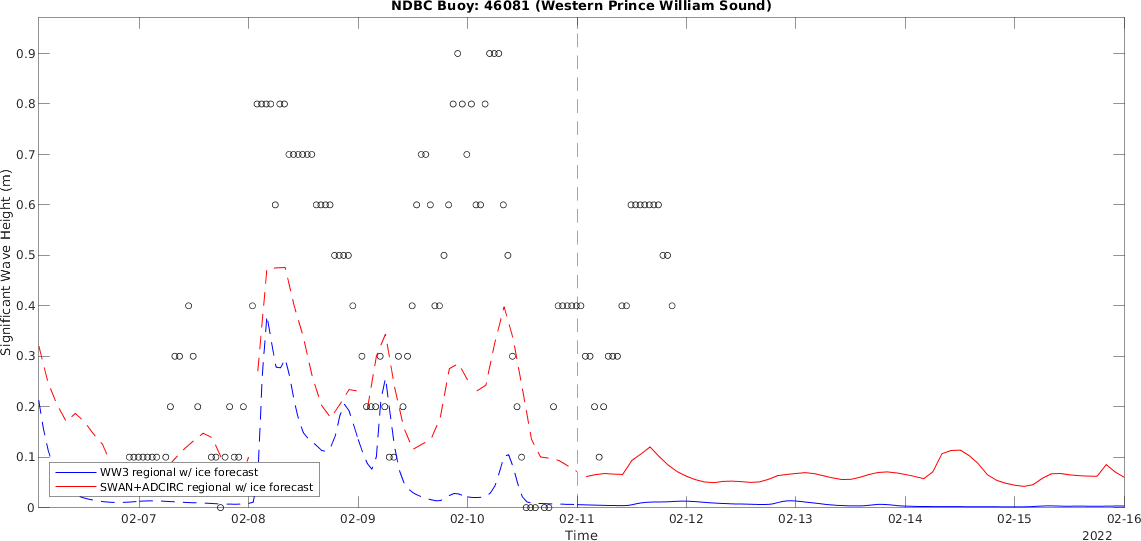 NDBC Buoy: 46081 (Western Prince William Sound)
Significant Wave Height (m)
0.9
0.8
0.7
0.6
0.5
0.4
0.3
0.2
0.1
0
WW3 regional w/ ice forecast
SWAN+ADCIRC regional w/ ice forecast
02-07 02-08 02-09 02-10 02-11 02-12 02-13 02-14 02-15 02-16
Time
2022